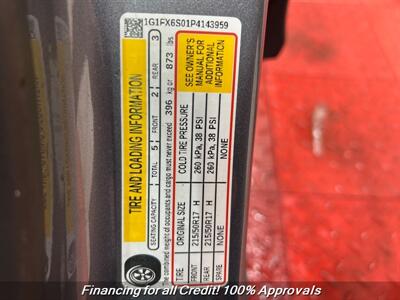 1G1FX6S01P4143959
TIRE AND LOADING INFORMATION
SEATING CAPACITY TOTAL 5 FRONT 2 REAR 3
The combined weight of occupants and cargo must never exceed 396 kg or 873 lbs
TIRE ORIGINAL SIZE COLD TIRE PRESSURE
FRONT 215/50R17 H 260 kPa, 38 PSI
REAR 215/50R17 H 260 kPa, 38 PSI
SPARE NONE NONE
SEE OWNER'S
MANUAL FOR
ADDITIONAL
INFORMATION
Financing for all Credit! 100% Approval